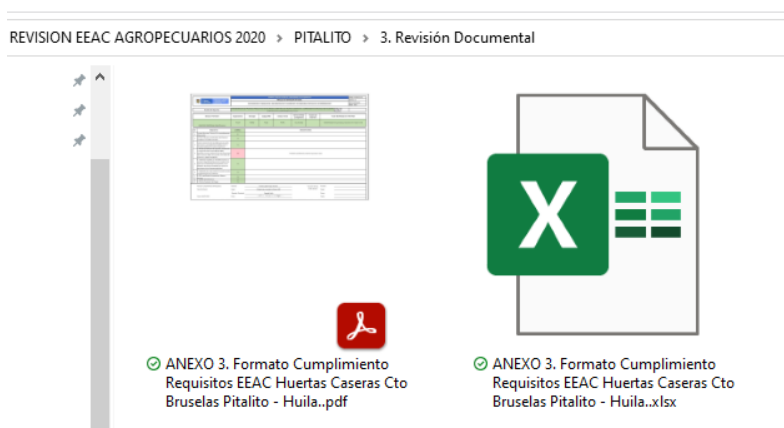 REVISION EEAC AGROPECUARIOS 2020 > PITALITO > 3. Revisión Documental
ANEXO 3. Formato Cumplimiento
Requisitos EEAC Huertas Caseras Cto
Bruselas Pitalito - Huila..pdf
X
ANEXO 3. Formato Cumplimiento
Requisitos EEAC Huertas Caseras Cto
Bruselas Pitalito - Huila..xlsx